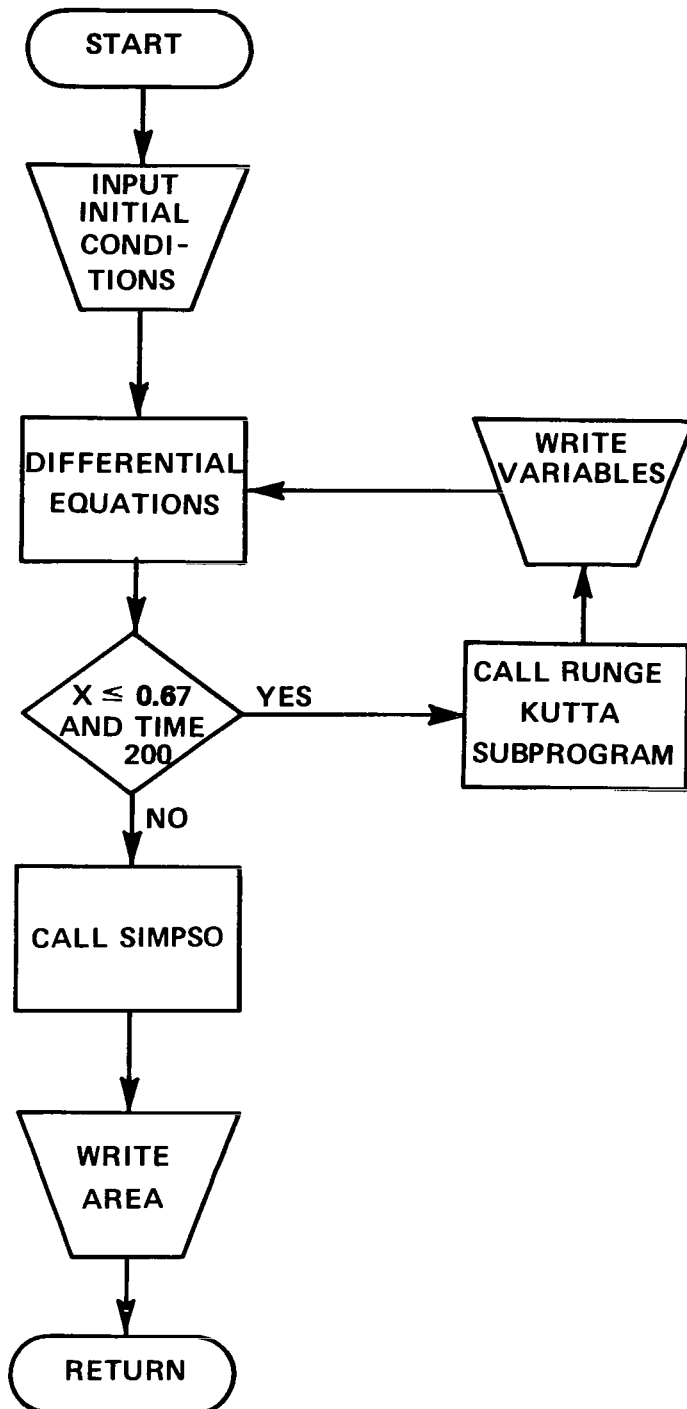 START
INPUT
INITIAL
CONDI-
TIONS
DIFFERENTIAL
EQUATIONS
WRITE
VARIABLES
X ≤ 0.67
AND TIME
200
YES
CALL RUNGE
KUTTA
SUBPROGRAM
NO
CALL SIMPSO
WRITE
AREA
RETURN